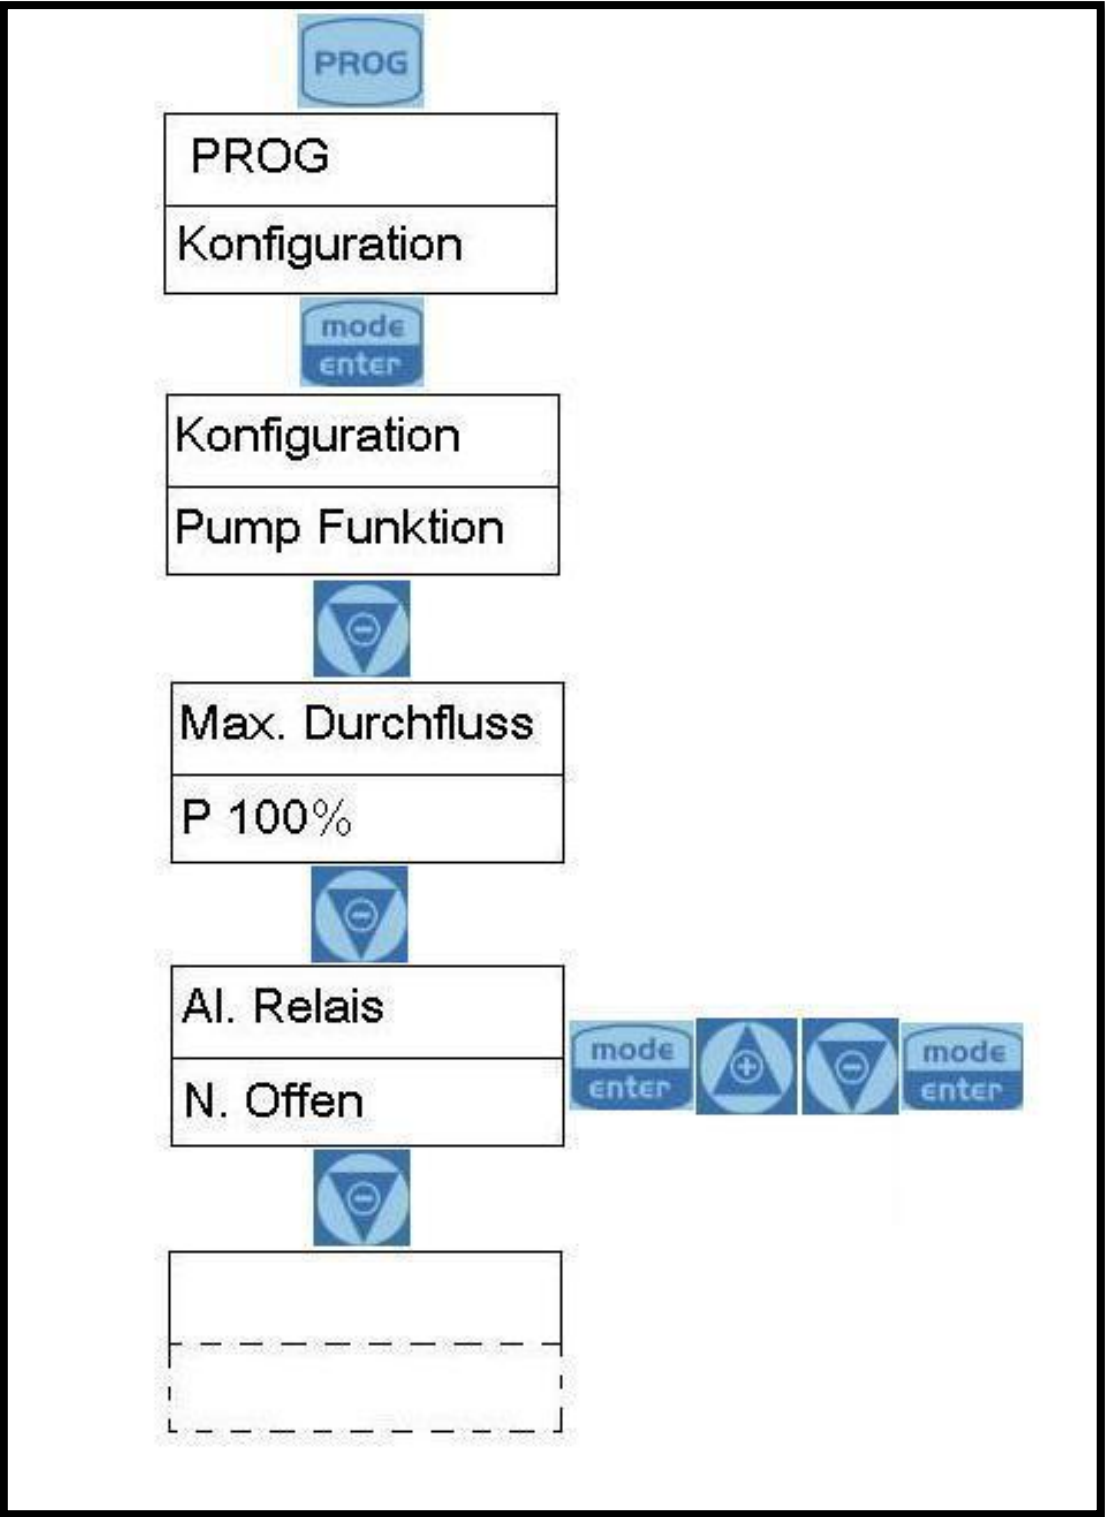 PROG
PROG
Konfiguration
mode
enter
Konfiguration
Pump Funktion
Max. Durchfluss
P 100%
Al. Relais
N. Offen
mode
enter
mode
enter